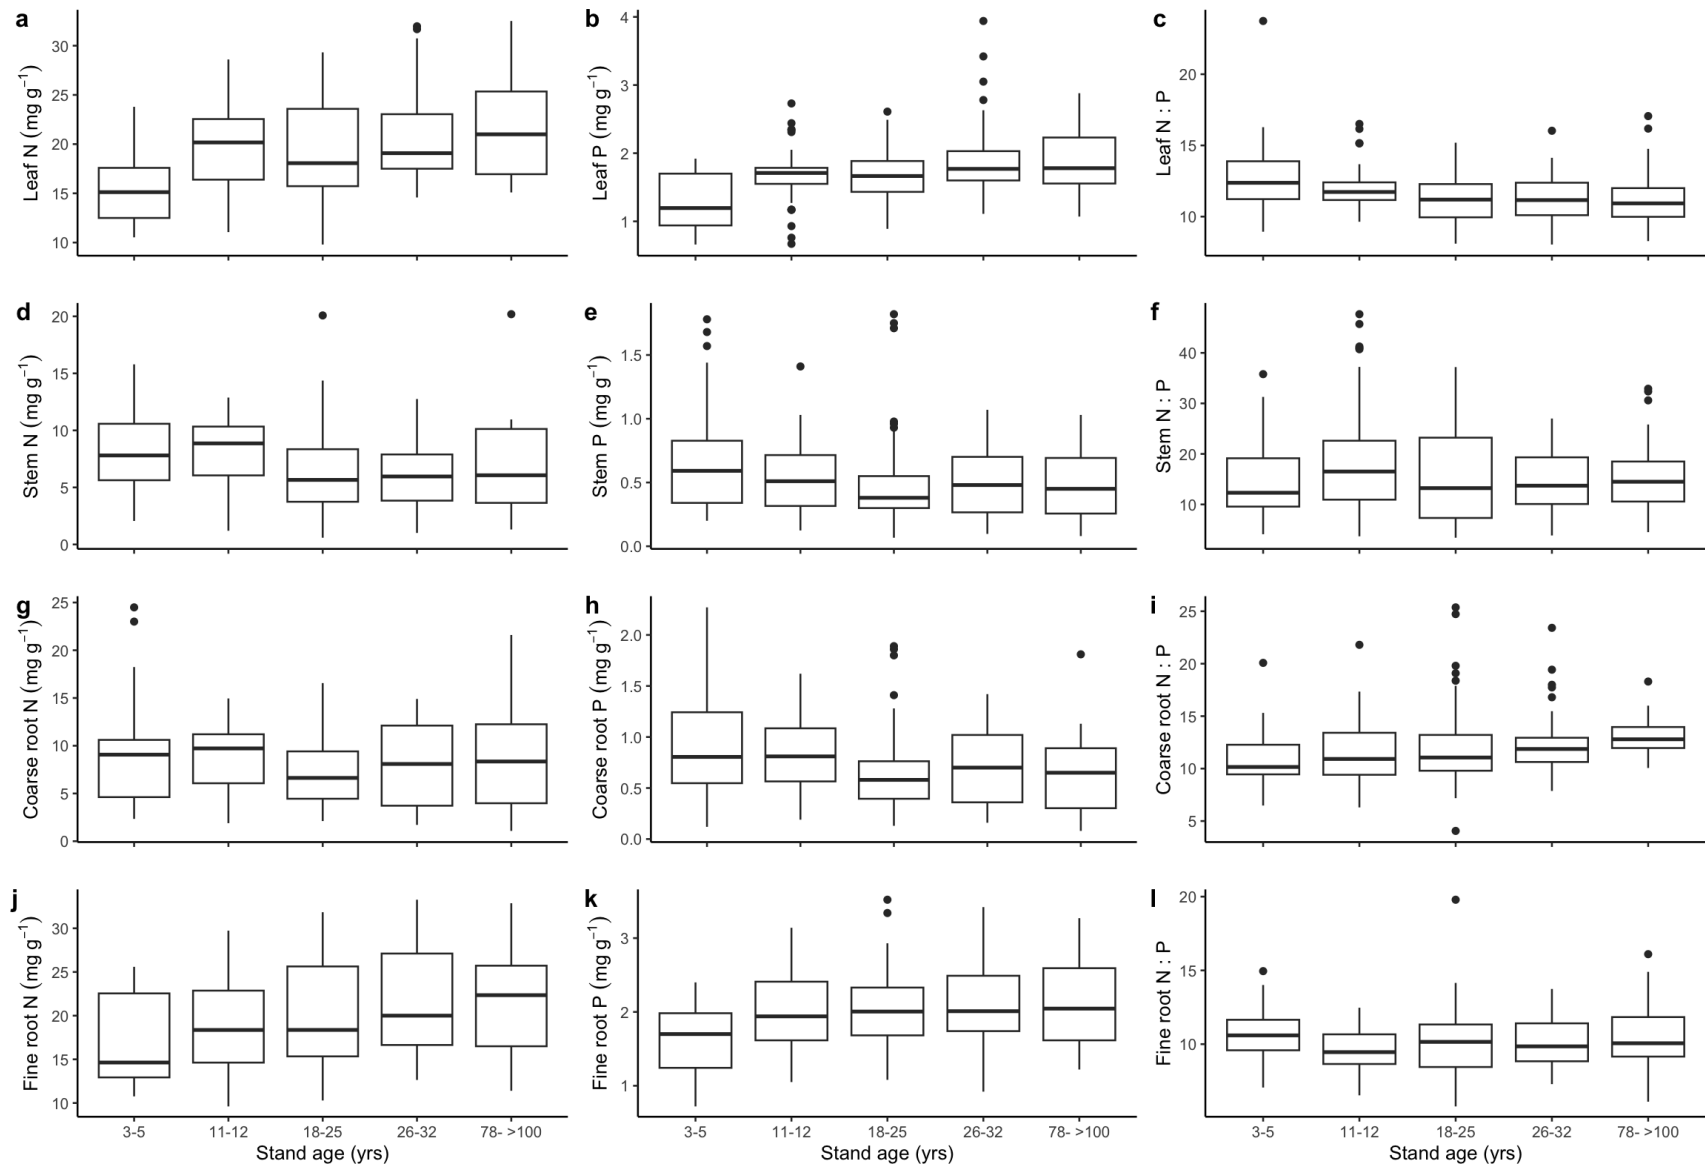 a
Leaf N (mg g⁻¹)
30
25
20
15
10
b
Leaf P (mg g⁻¹)
4
3
2
1
c
Leaf N : P
20
15
10
d
Stem N (mg g⁻¹)
20
15
10
5
0
e
Stem P (mg g⁻¹)
1.5
1.0
0.5
0.0
f
Stem N : P
40
30
20
10
g
Coarse root N (mg g⁻¹)
25
20
15
10
5
0
h
Coarse root P (mg g⁻¹)
2.0
1.5
1.0
0.5
0.0
i
Coarse root N : P
25
20
15
10
5
j
Fine root N (mg g⁻¹)
30
25
20
15
10
3-5 11-12 18-25 26-32 78- >100
Stand age (yrs)
k
Fine root P (mg g⁻¹)
3
2
1
3-5 11-12 18-25 26-32 78- >100
Stand age (yrs)
l
Fine root N : P
20
15
10
3-5 11-12 18-25 26-32 78- >100
Stand age (yrs)